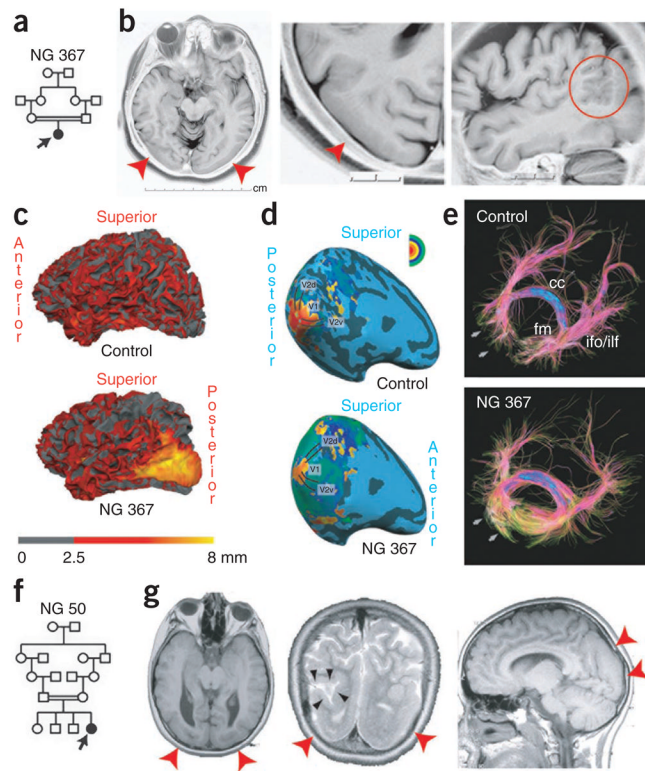 a
NG 367
b
cm
c
Superior
Anterior
Control
Superior
Posterior
NG 367
0
2.5
8 mm
d
Superior
Posterior
V2d
V1
V2v
Control
Superior
V2d
V1
V2v
Anterior
NG 367
e
Control
cc
fm
ifo/ilf
NG 367
f
NG 50
g